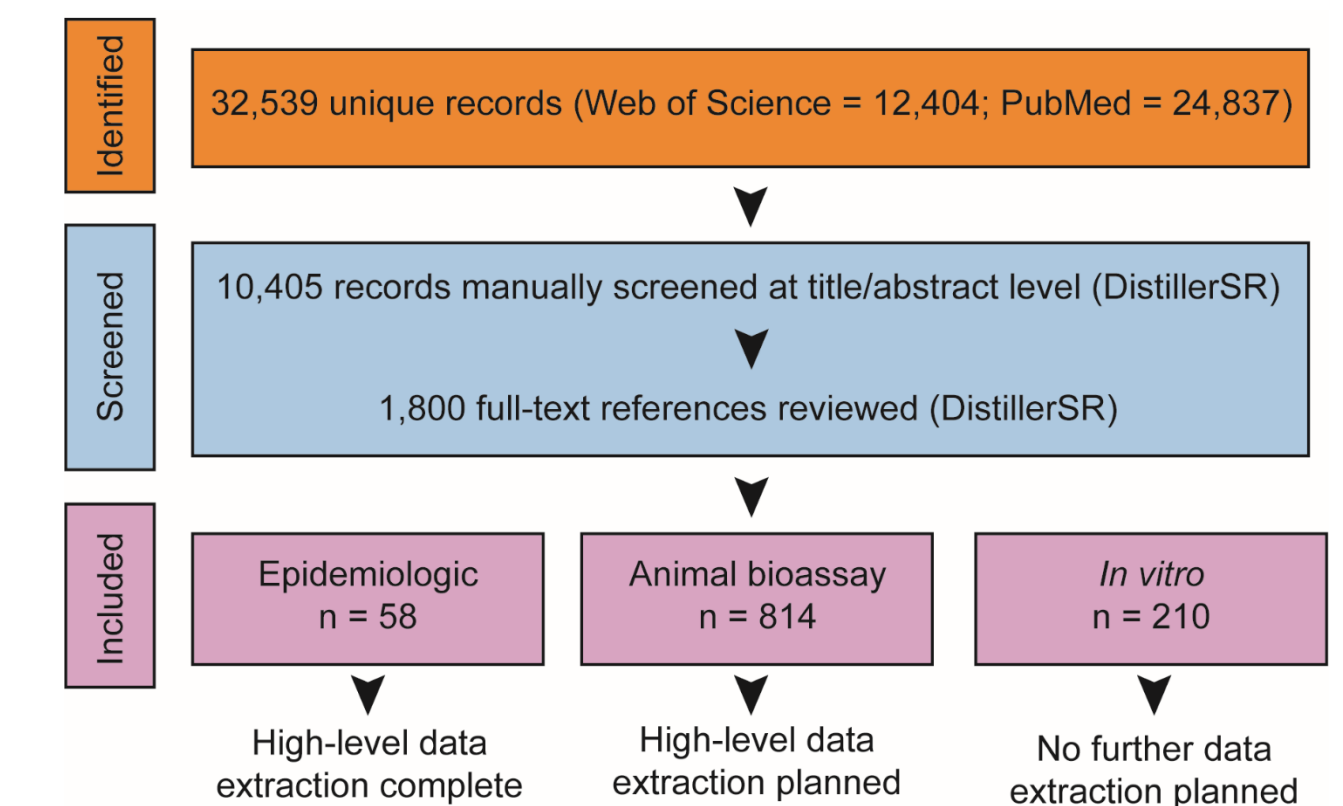 Identified
32,539 unique records (Web of Science = 12,404; PubMed = 24,837)
Screened
10,405 records manually screened at title/abstract level (DistillerSR)
1,800 full-text references reviewed (DistillerSR)
Included
Epidemiologic
n = 58
Animal bioassay
n = 814
In vitro
n = 210
High-level data
extraction complete
High-level data
extraction planned
No further data
extraction planned